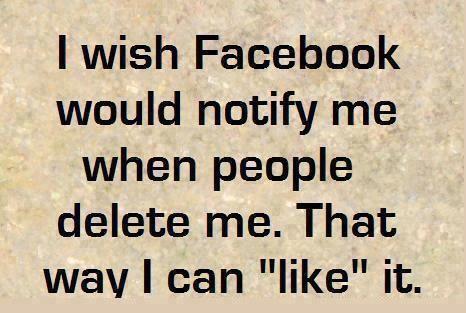 I wish Facebook
would notify me
when people
delete me. That
way I can "like" it.